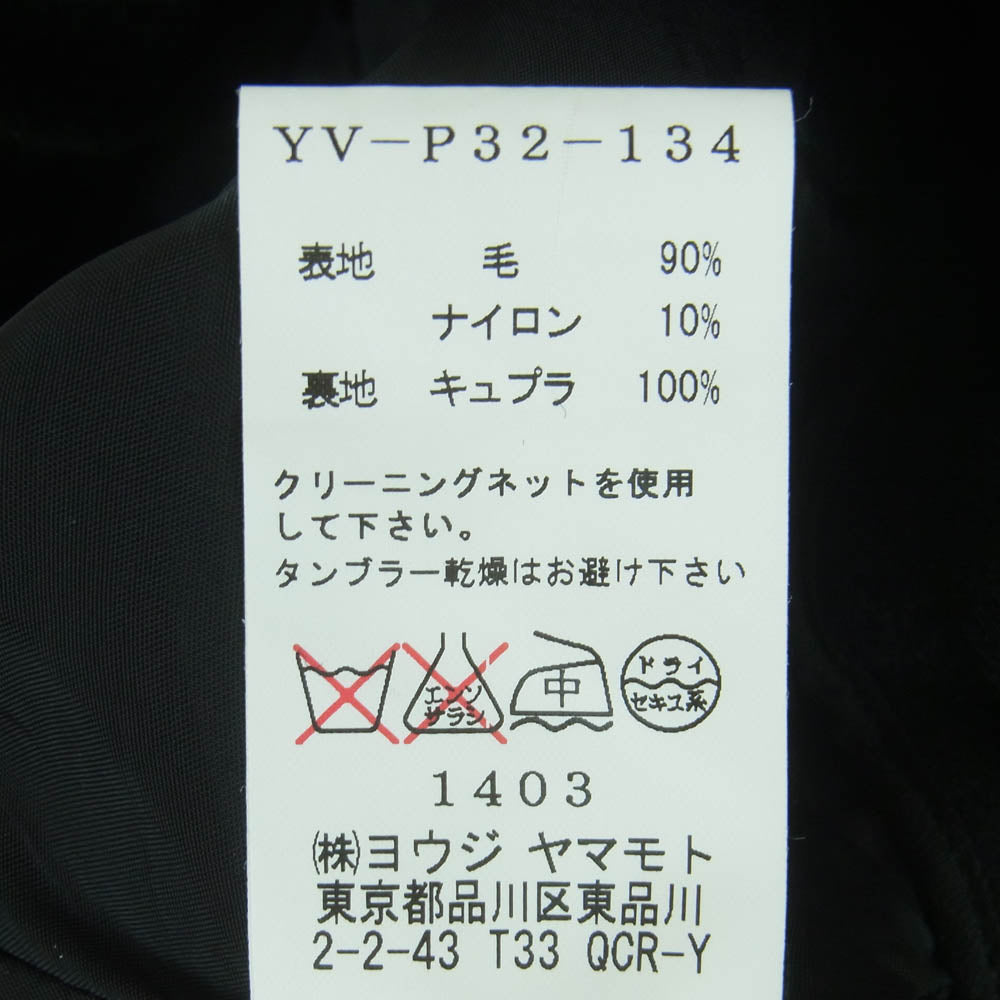 YV-P32-134
表地 毛 90%
ナイロン 10%
裏地 キュプラ 100%
クリーニングネットを使用
して下さい。
タンブラー乾燥はお避け下さい
エンソ
サラシ
中
ドライ
セキス系
1403
㈱ヨウジ ヤマモト
東京都品川区東品川
2-2-43 T33 QCR-Y